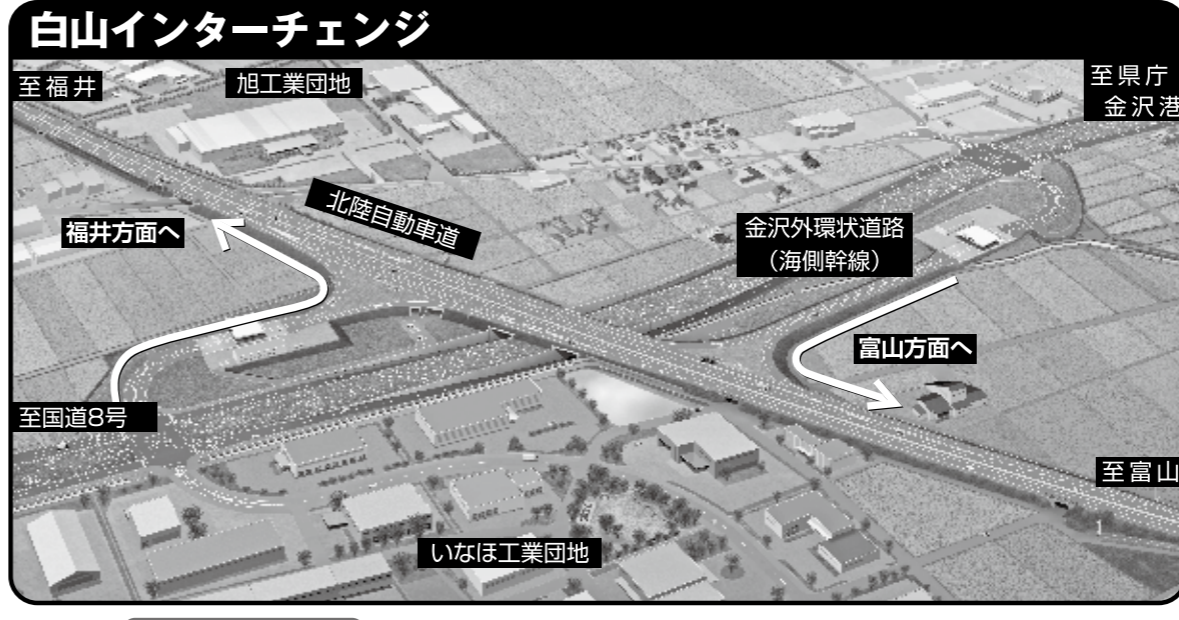 白山インターチェンジ
至福井
旭工業団地
至県庁
金沢港
北陸自動車道
福井方面へ
金沢外環状道路
（海側幹線）
富山方面へ
至国道8号
至富山
いなほ工業団地